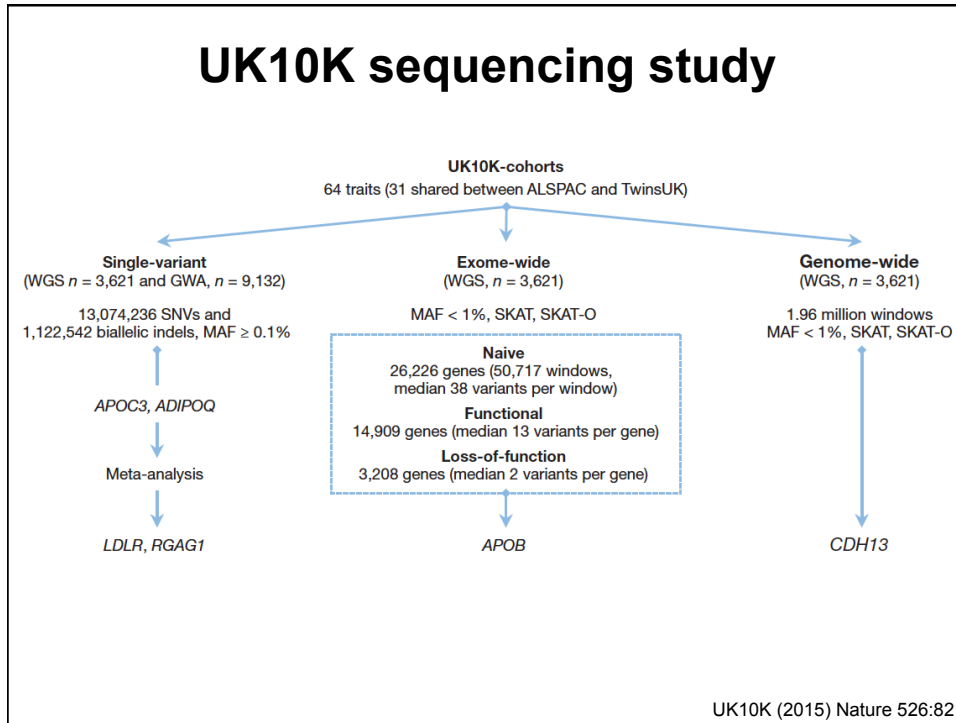 UK10K sequencing study
UK10K-cohorts
64 traits (31 shared between ALSPAC and TwinsUK)
Single-variant
(WGS n = 3,621 and GWA, n = 9,132)
13,074,236 SNVs and
1,122,542 biallelic indels, MAF ≥ 0.1%
APOC3, ADIPOQ
Meta-analysis
LDLR, RGAG1
Exome-wide
(WGS, n = 3,621)
MAF < 1%, SKAT, SKAT-O
Naive
26,226 genes (50,717 windows,
median 38 variants per window)
Functional
14,909 genes (median 13 variants per gene)
Loss-of-function
3,208 genes (median 2 variants per gene)
APOB
Genome-wide
(WGS, n = 3,621)
1.96 million windows
MAF < 1%, SKAT, SKAT-O
CDH13
UK10K (2015) Nature 526:82